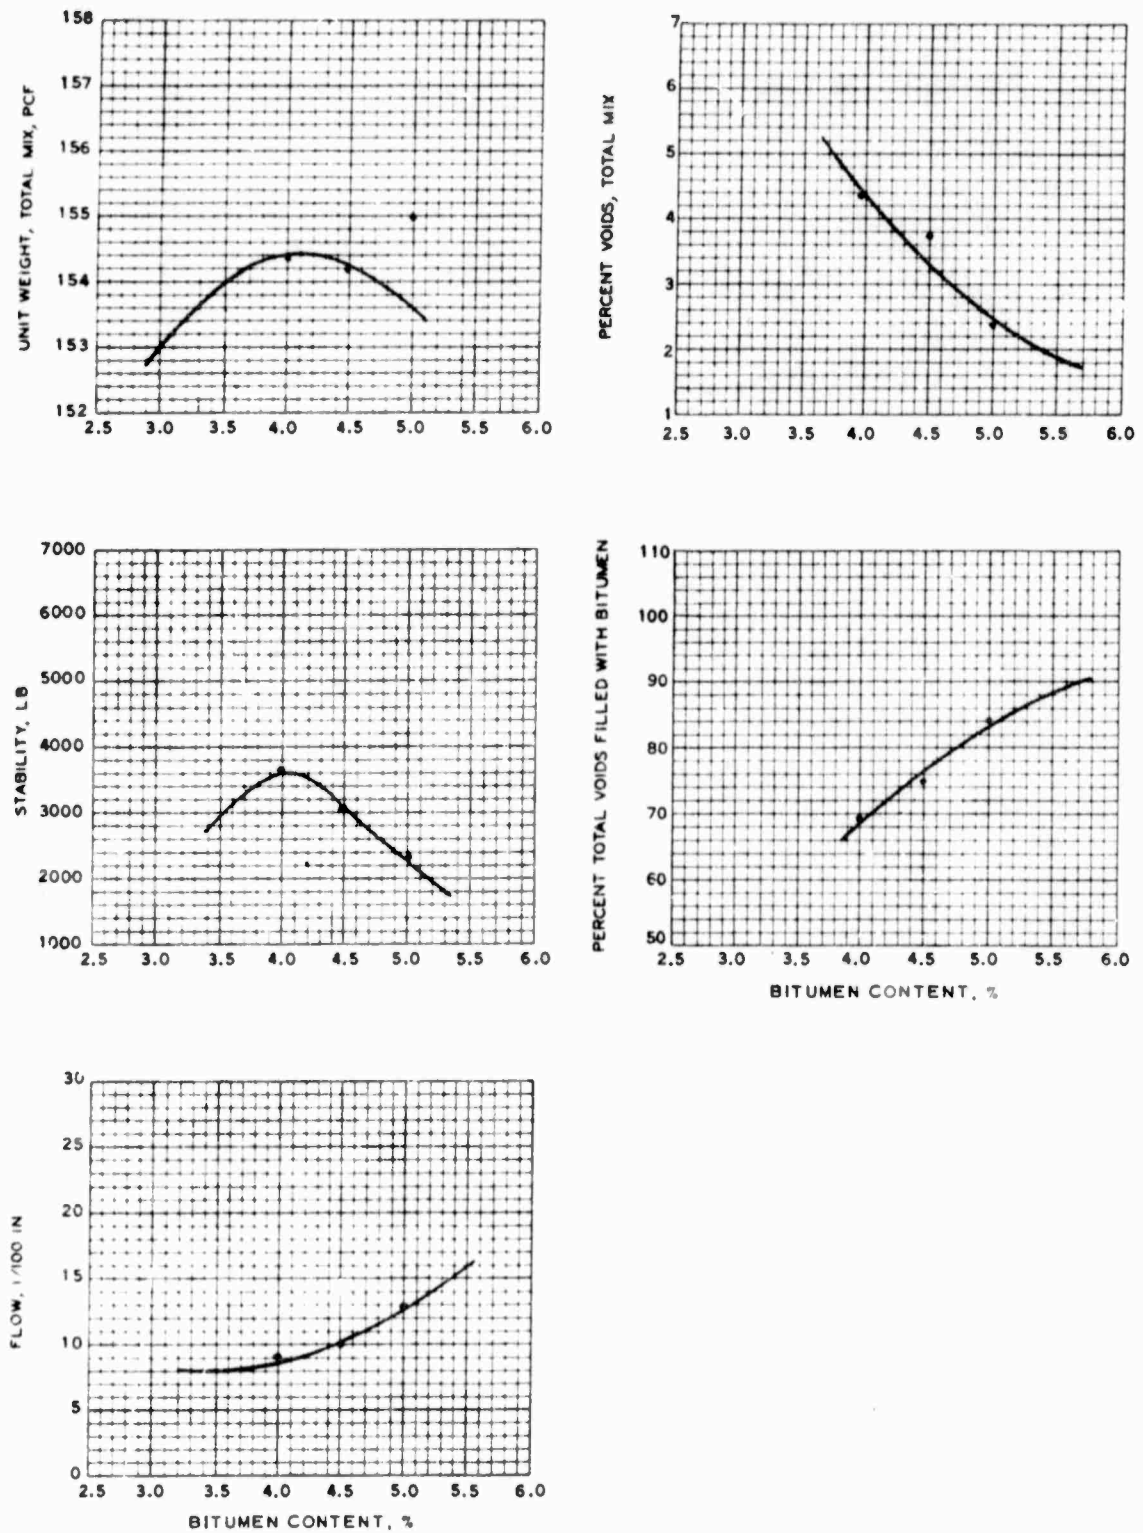 UNIT WEIGHT, TOTAL MIX, PCF
158
157
156
155
154
153
152
2.5 3.0 3.5 4.0 4.5 5.0 5.5 6.0
PERCENT VOIDS, TOTAL MIX
7
6
5
4
3
2
1
2.5 3.0 3.5 4.0 4.5 5.0 5.5 6.0
STABILITY, LB
7000
6000
5000
4000
3000
2000
1000
2.5 3.0 3.5 4.0 4.5 5.0 5.5 6.0
PERCENT TOTAL VOIDS FILLED WITH BITUMEN
110
100
90
80
70
60
50
2.5 3.0 3.5 4.0 4.5 5.0 5.5 6.0
BITUMEN CONTENT, %
FLOW, 1/100 IN
30
25
20
15
10
5
0
2.5 3.0 3.5 4.0 4.5 5.0 5.5 6.0
BITUMEN CONTENT, %